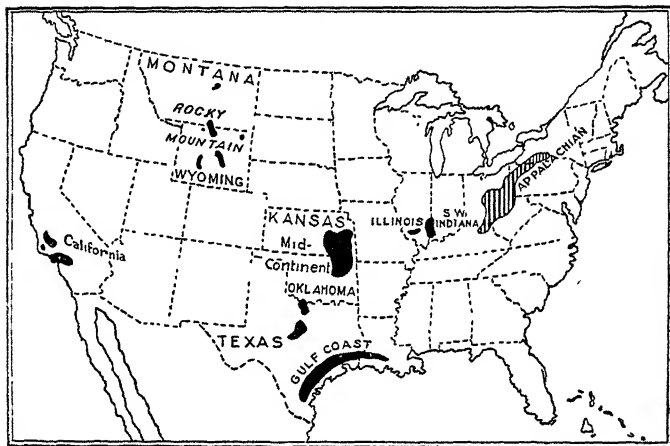 MONTANA
ROCKY
MOUNTAIN
WYOMING
California
KANSAS
Mid-
Continent
OKLAHOMA
TEXAS
GULF COAST
ILLINOIS
S.W.
INDIANA
APPALACHIAN